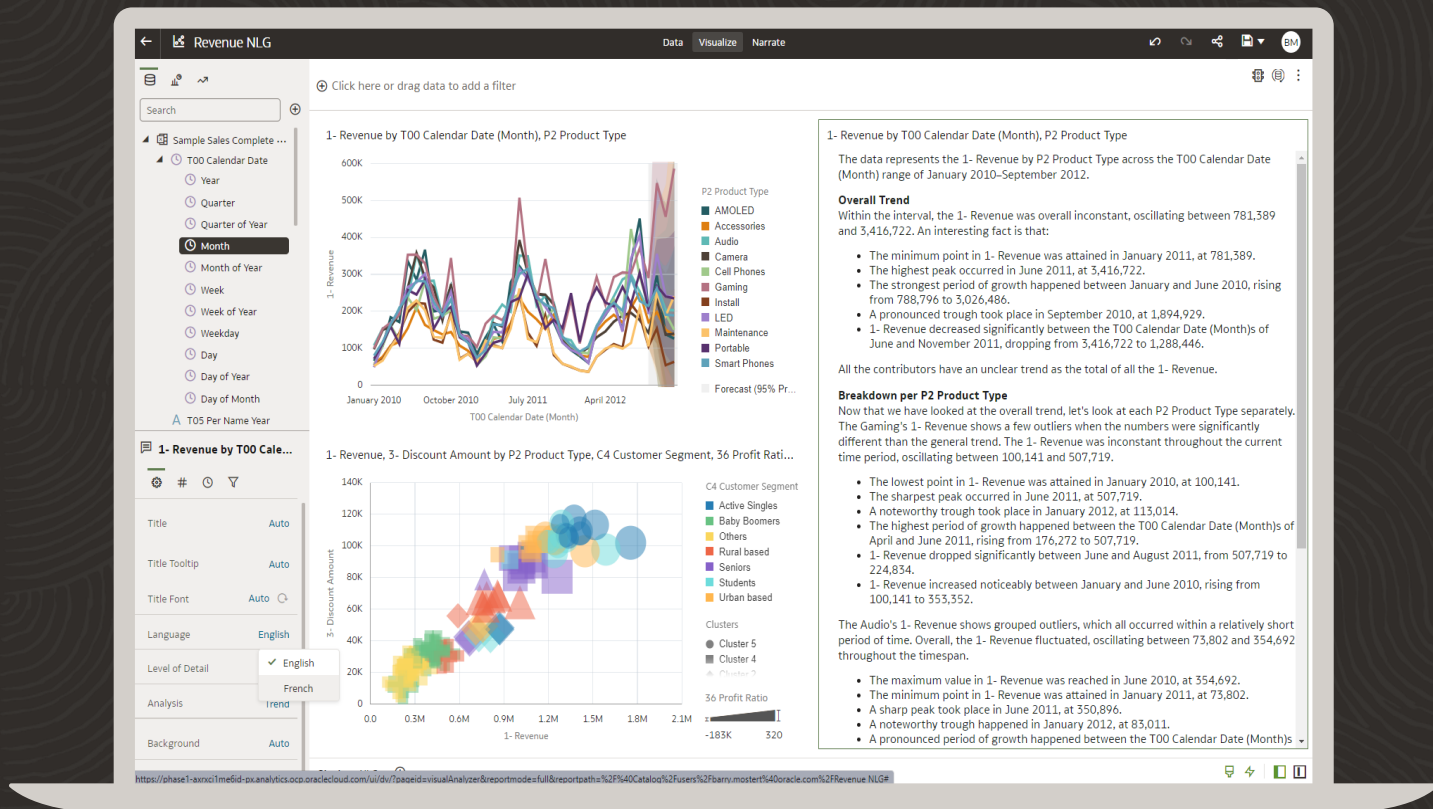 Revenue NLG
Data
Visualize
Narrate
BM
Search
Click here or drag data to add a filter
Sample Sales Complete ...
T00 Calendar Date
Year
Quarter
Quarter of Year
Month
Month of Year
Week
Week of Year
Weekday
Day
Day of Year
Day of Month
A T05 Per Name Year
1- Revenue by T00 Cale...
Title
Auto
Title Tooltip
Auto
Title Font
Auto
Language
English
Level of Detail
English
French
Analysis
Trend
Background
Auto
1- Revenue by T00 Calendar Date (Month), P2 Product Type
600K
500K
400K
300K
200K
100K
0
1- Revenue
January 2010
October 2010
July 2011
April 2012
T00 Calendar Date (Month)
P2 Product Type
AMOLED
Accessories
Audio
Camera
Cell Phones
Gaming
Install
LED
Maintenance
Portable
Smart Phones
Forecast (95% Pr...
1- Revenue, 3- Discount Amount by P2 Product Type, C4 Customer Segment, 36 Profit Rati...
140K
120K
100K
80K
60K
40K
20K
0
3- Discount Amount
0.0
0.3M
0.6M
0.9M
1.2M
1.5M
1.8M
2.1M
1- Revenue
C4 Customer Segment
Active Singles
Baby Boomers
Others
Rural based
Seniors
Students
Urban based
Clusters
Cluster 5
Cluster 4
36 Profit Ratio
-183K
320
1- Revenue by T00 Calendar Date (Month), P2 Product Type
The data represents the 1- Revenue by P2 Product Type across the T00 Calendar Date
(Month) range of January 2010–September 2012.
Overall Trend
Within the interval, the 1- Revenue was overall inconstant, oscillating between 781,389
and 3,416,722. An interesting fact is that:
• The minimum point in 1- Revenue was attained in January 2011, at 781,389.
• The highest peak occurred in June 2011, at 3,416,722.
• The strongest period of growth happened between January and June 2010, rising
from 788,796 to 3,026,486.
• A pronounced trough took place in September 2010, at 1,894,929.
• 1- Revenue decreased significantly between the T00 Calendar Date (Month)s of
June and November 2011, dropping from 3,416,722 to 1,288,446.
All the contributors have an unclear trend as the total of all the 1- Revenue.
Breakdown per P2 Product Type
Now that we have looked at the overall trend, let's look at each P2 Product Type separately.
The Gaming's 1- Revenue shows a few outliers when the numbers were significantly
different than the general trend. The 1- Revenue was inconstant throughout the current
time period, oscillating between 100,141 and 507,719.
• The lowest point in 1- Revenue was attained in January 2010, at 100,141.
• The sharpest peak occurred in June 2011, at 507,719.
• A noteworthy trough took place in January 2012, at 113,014.
• The highest period of growth happened between the T00 Calendar Date (Month)s of
April and June 2011, rising from 176,272 to 507,719.
• 1- Revenue dropped significantly between June and August 2011, from 507,719 to
224,834.
• 1- Revenue increased noticeably between January and June 2010, rising from
100,141 to 353,352.
The Audio's 1- Revenue shows grouped outliers, which all occurred within a relatively short
period of time. Overall, the 1- Revenue fluctuated, oscillating between 73,802 and 354,692
throughout the timespan.
• The maximum value in 1- Revenue was reached in June 2010, at 354,692.
• The minimum point in 1- Revenue was attained in January 2011, at 73,802.
• A sharp peak took place in June 2011, at 350,896.
• A noteworthy trough happened in January 2012, at 83,011.
• A pronounced period of growth happened between the T00 Calendar Date (Month)s
https://phase1-axnxci1me6id-px.analytics.ocp.oraclecloud.com/ui/dv/?pageid=visualAnalyzer&reportmode=full&reportpath=%2F%40Catalog%2Fusers%2Fbarry.mostert%40oracle.com%2FRevenue NLG#